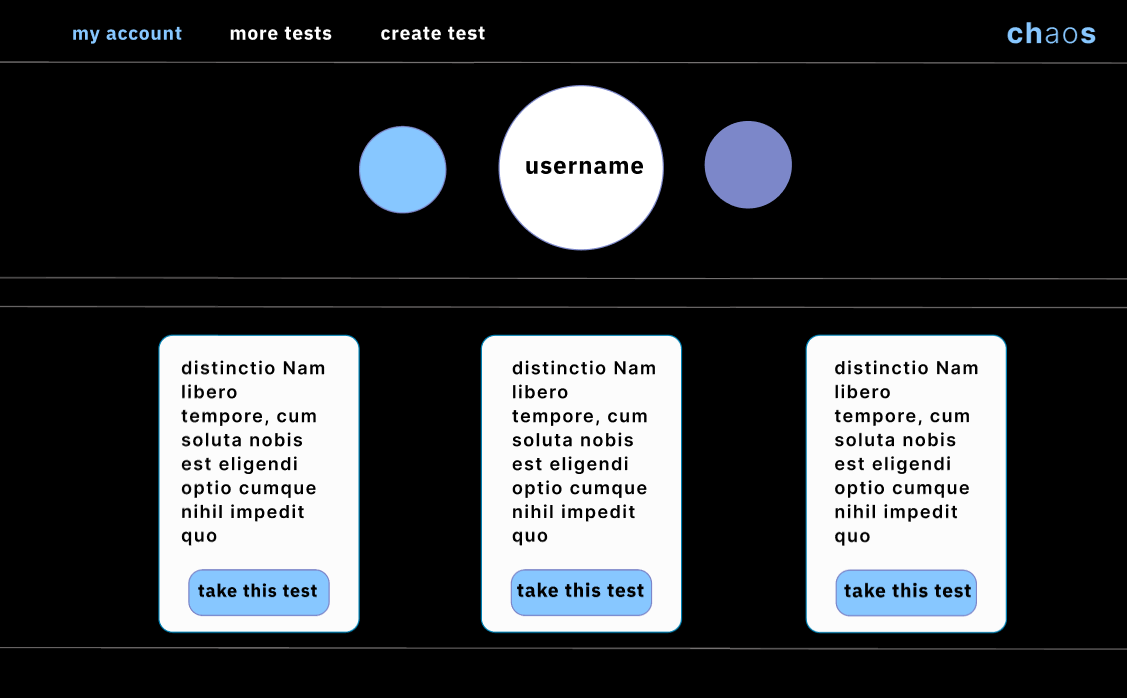 my account more tests create test chaos
username
distinctio Nam
libero
tempore, cum
soluta nobis
est eligendi
optio cumque
nihil impedit
quo
take this test
distinctio Nam
libero
tempore, cum
soluta nobis
est eligendi
optio cumque
nihil impedit
quo
take this test
distinctio Nam
libero
tempore, cum
soluta nobis
est eligendi
optio cumque
nihil impedit
quo
take this test